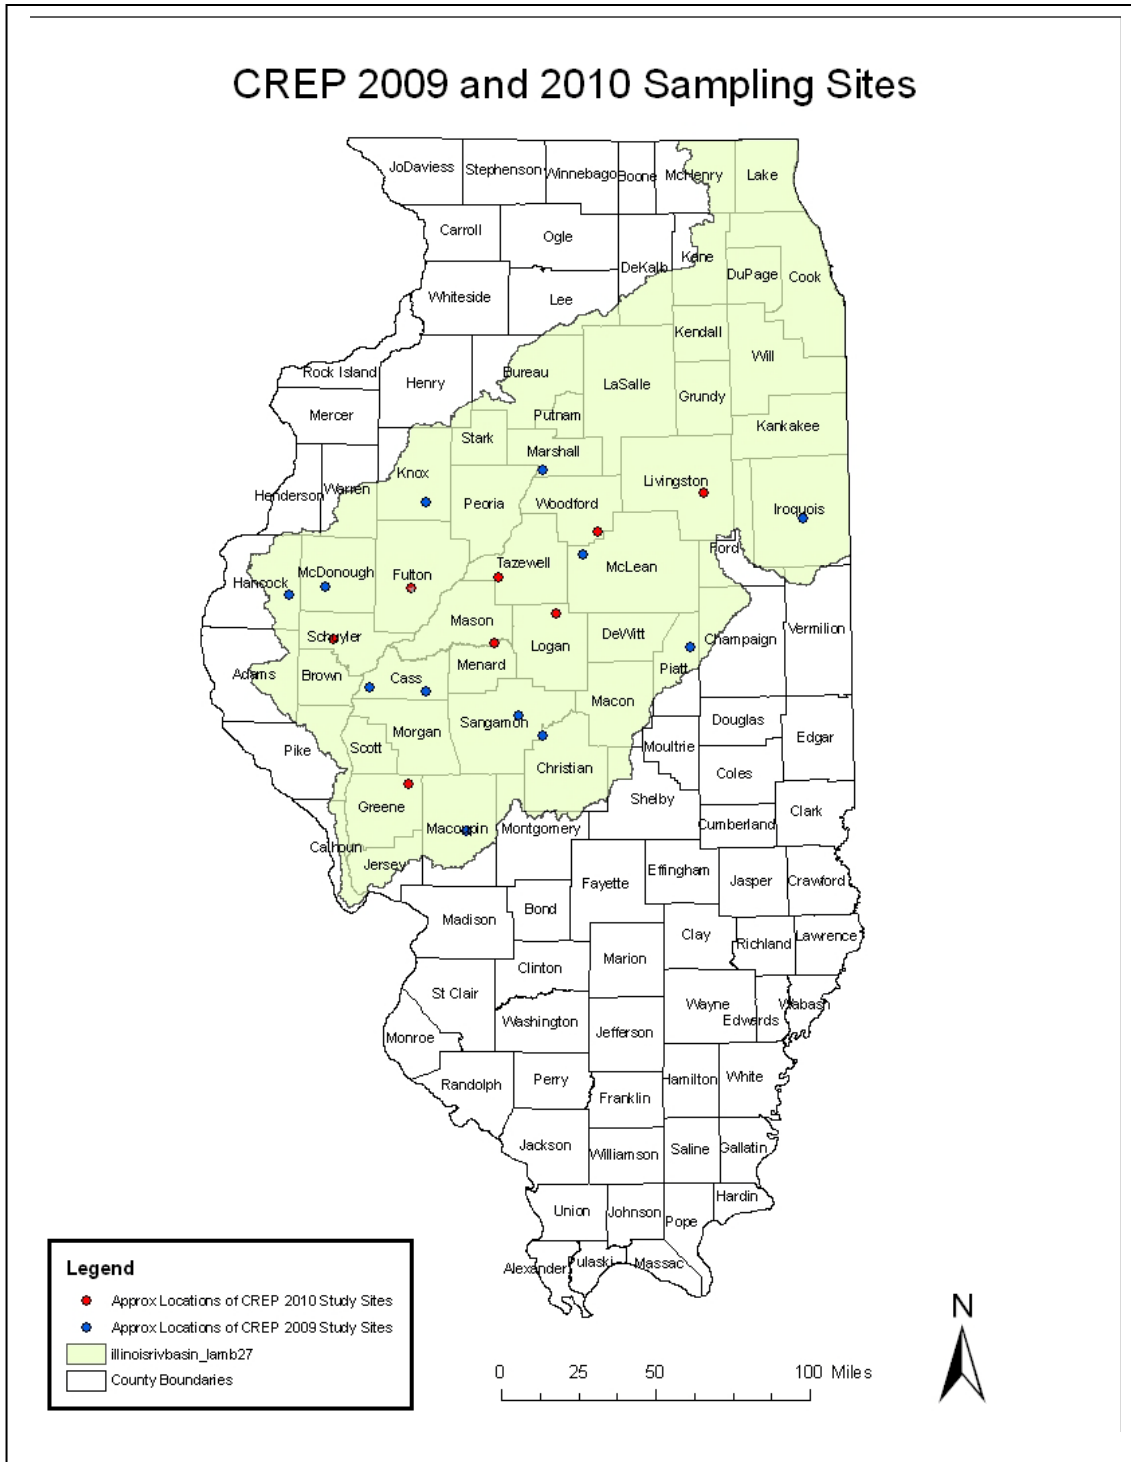 CREP 2009 and 2010 Sampling Sites
JoDaviess
Stephenson
Winnebago
Boone
McHenry
Lake
Carroll
Ogle
DeKalb
Kane
DuPage
Cook
Whiteside
Lee
Kendall
Will
Rock Island
Henry
Bureau
LaSalle
Grundy
Mercer
Putnam
Kankakee
Stark
Marshall
Knox
Henderson
Warren
Peoria
Woodford
Livingston
Iroquois
Ford
Hancock
McDonough
Fulton
Tazewell
McLean
Mason
Schuyler
Logan
DeWitt
Champaign
Vermilion
Adams
Brown
Cass
Menard
Piatt
Macon
Sangamon
Morgan
Scott
Pike
Christian
Moultrie
Douglas
Edgar
Coles
Shelby
Greene
Macoupin
Montgomery
Cumberland
Clark
Calhoun
Jersey
Fayette
Effingham
Jasper
Crawford
Madison
Bond
Clay
Richland
Lawrence
Marion
Clinton
St Clair
Wayne
Edwards
Wabash
Washington
Jefferson
Monroe
Randolph
Perry
Franklin
Hamilton
White
Jackson
Williamson
Saline
Gallatin
Union
Johnson
Pope
Hardin
Alexander
Pulaski
Massac
Legend
Approx Locations of CREP 2010 Study Sites
Approx Locations of CREP 2009 Study Sites
illinoisrivbasin_lamb27
County Boundaries
0 25 50 100 Miles
N